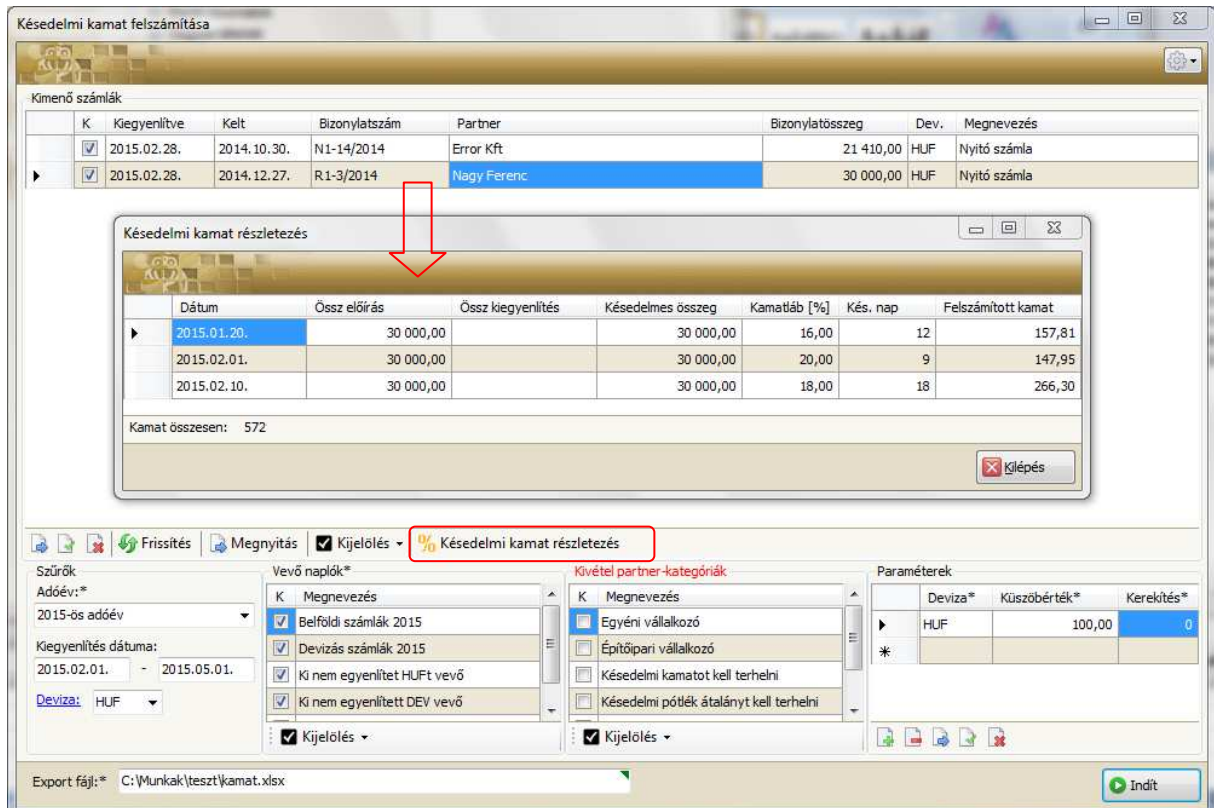 Késedelmi kamat felszámítása
Kimenő számlák
K Kiegyenlítve Kelt Bizonylatszám Partner Bizonylatösszeg Dev. Megnevezés
2015.02.28. 2014.10.30. N1-14/2014 Error Kft 21 410,00 HUF Nyitó számla
2015.02.28. 2014.12.27. R1-3/2014 Nagy Ferenc 30 000,00 HUF Nyitó számla
Késedelmi kamat részletezés
Dátum Össz előírás Össz kiegyenlítés Késedelmes összeg Kamatláb [%] Kés. nap Felszámított kamat
2015.01.20. 30 000,00 30 000,00 16,00 12 157,81
2015.02.01. 30 000,00 30 000,00 20,00 9 147,95
2015.02.10. 30 000,00 30 000,00 18,00 18 266,30
Kamat összesen: 572
Kilépés
Frissítés Megnyitás Kijelölés % Késedelmi kamat részletezés
Szűrők
Adóév:*
2015-ös adóév
Kiegyenlítés dátuma:
2015.02.01. - 2015.05.01.
Deviza: HUF
Vevő naplók*
K Megnevezés
Belföldi számlák 2015
Devizás számlák 2015
Ki nem egyenlítet HUFt vevő
Ki nem egyenlített DEV vevő
Kijelölés
Kivétel partner-kategóriák
K Megnevezés
Egyéni vállalkozó
Építőipari vállalkozó
Késedelmi kamatot kell terhelni
Késedelmi pótlék átalányt kell terhelni
Kijelölés
Paraméterek
Deviza* Küszöbérték* Kerekítés*
HUF 100,00 0
Export fájl:* C:\Munkak\teszt\kamat.xlsx
Indít